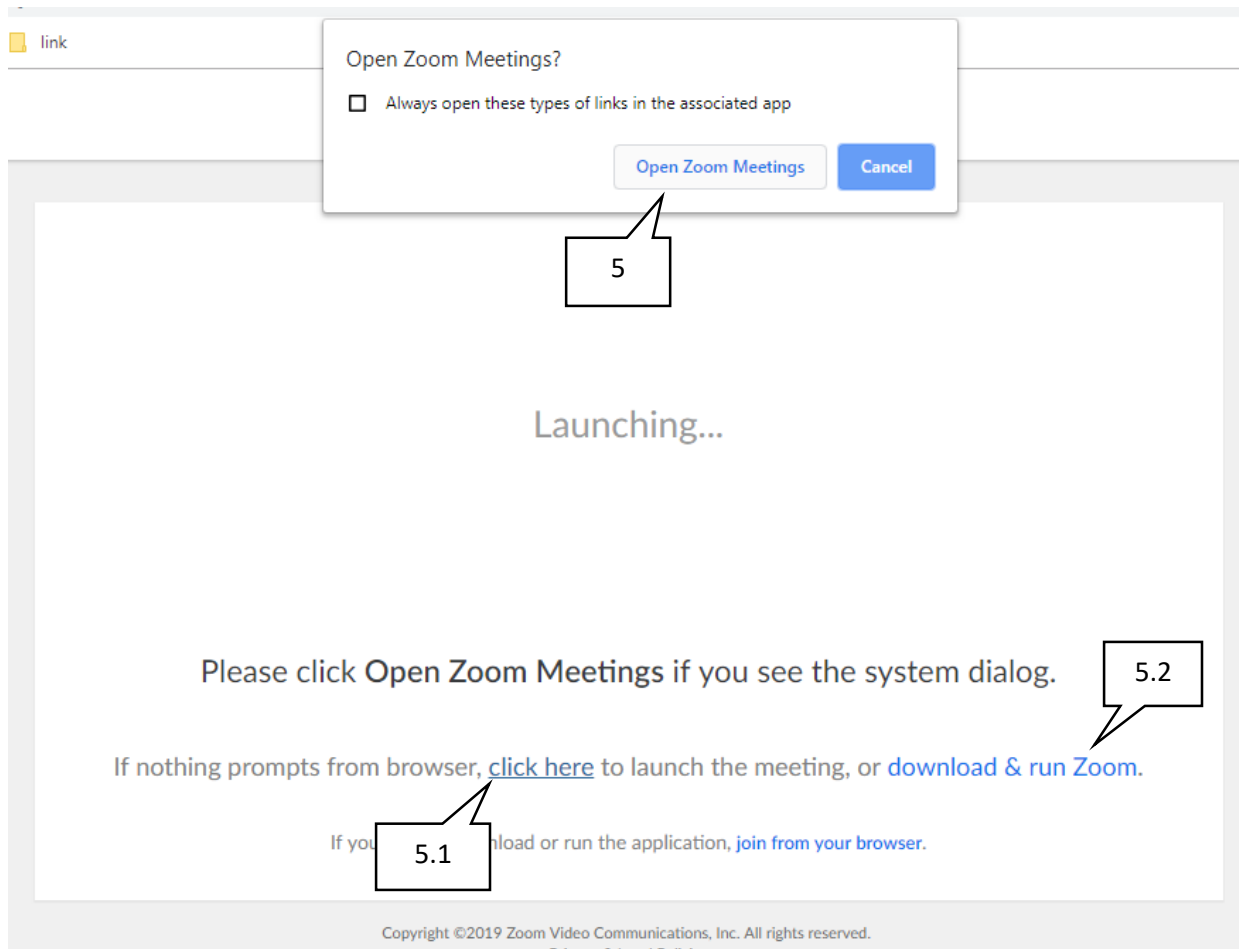 link
Open Zoom Meetings?
Always open these types of links in the associated app
Open Zoom Meetings Cancel
5
Launching...
Please click Open Zoom Meetings if you see the system dialog.
5.2
If nothing prompts from browser, click here to launch the meeting, or download & run Zoom.
If you load or run the application, join from your browser.
5.1
Copyright ©2019 Zoom Video Communications, Inc. All rights reserved.